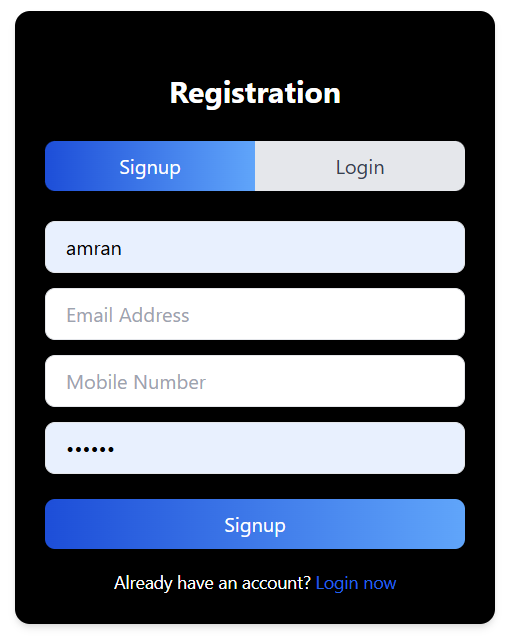 Registration
Signup Login
amran
Email Address
Mobile Number
••••••
Signup
Already have an account? Login now